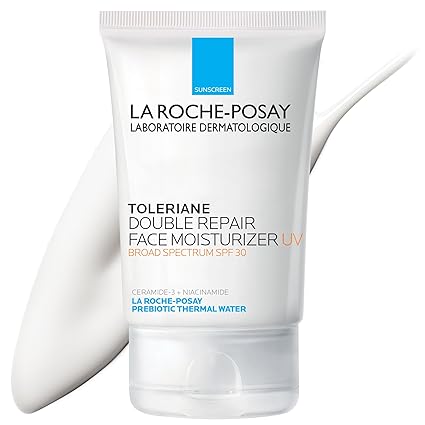 SUNSCREEN
LA ROCHE-POSAY
LABORATOIRE DERMATOLOGIQUE
TOLERIANE
DOUBLE REPAIR
FACE MOISTURIZER UV
BROAD SPECTRUM SPF 30
CERAMIDE-3 + NIACINAMIDE
LA ROCHE-POSAY
PREBIOTIC THERMAL WATER